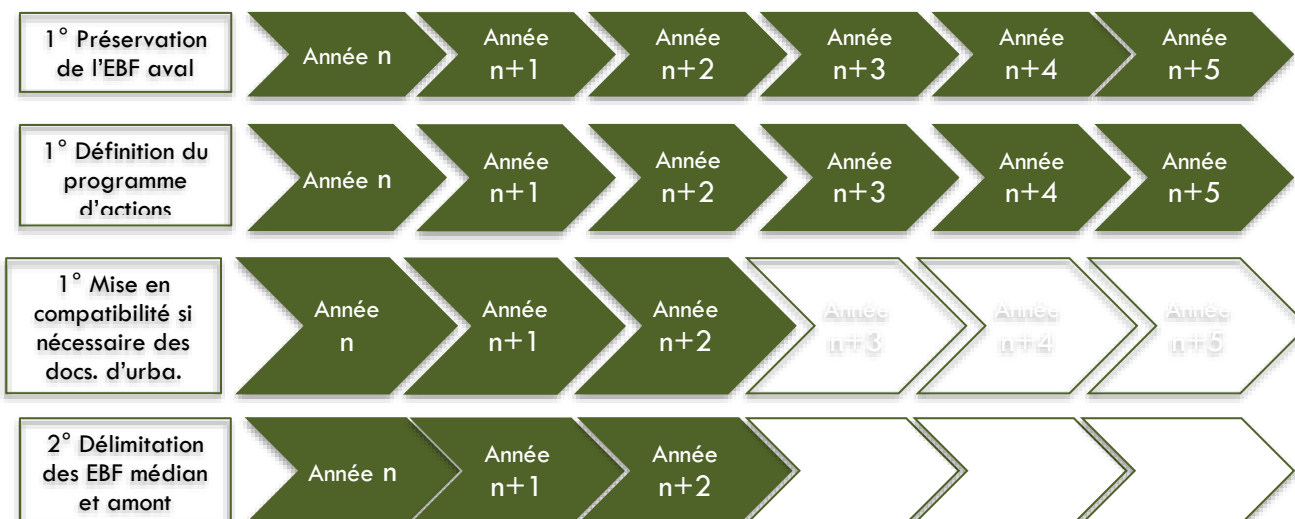 1° Préservation
de l'EBF aval
Année n
Année
n+1
Année
n+2
Année
n+3
Année
n+4
Année
n+5
1° Définition du
programme
d'actions
Année n
Année
n+1
Année
n+2
Année
n+3
Année
n+4
Année
n+5
1° Mise en
compatibilité si
nécessaire des
docs. d'urba.
Année
n
Année
n+1
Année
n+2
Année
n+3
Année
n+4
Année
n+5
2° Délimitation
des EBF médian
et amont
Année n
Année
n+1
Année
n+2